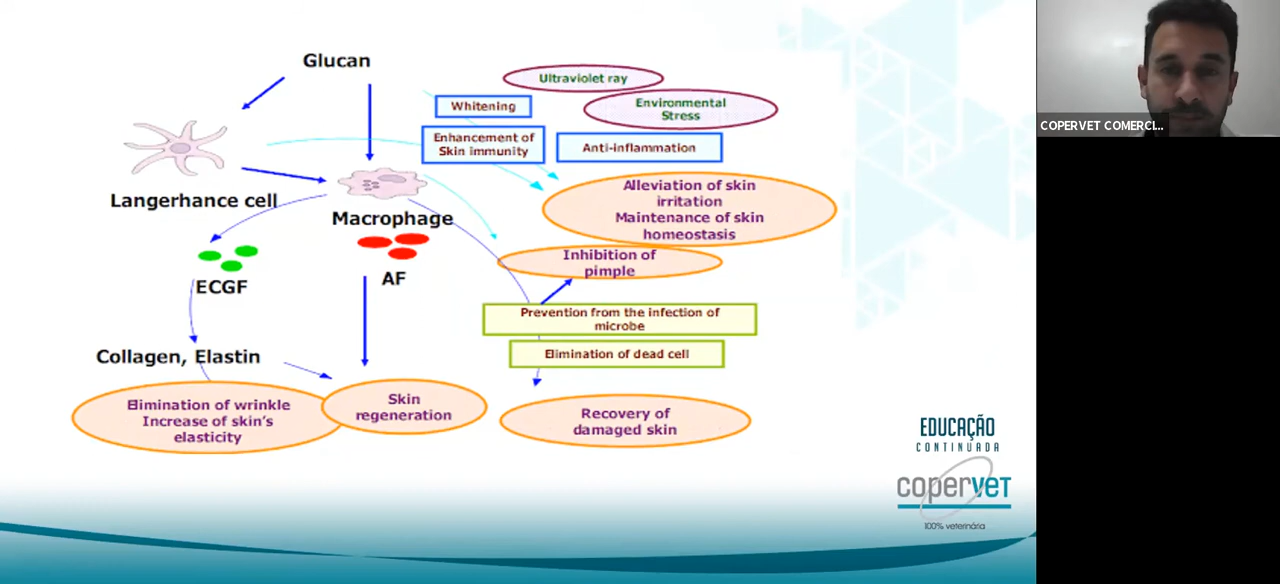 Glucan
Ultraviolet ray
Whitening
Environmental
Stress
Enhancement of
Skin immunity
Anti-inflammation
COPERVET COMERCI...
Langerhance cell
Macrophage
Alleviation of skin
irritation
Maintenance of skin
homeostasis
Inhibition of
pimple
ECGF
AF
Prevention from the infection of
microbe
Elimination of dead cell
Collagen, Elastin
Elimination of wrinkle
Increase of skin's
elasticity
Skin
regeneration
Recovery of
damaged skin
EDUCAÇÃO
CONTINUADA
copervet
100% veterinária